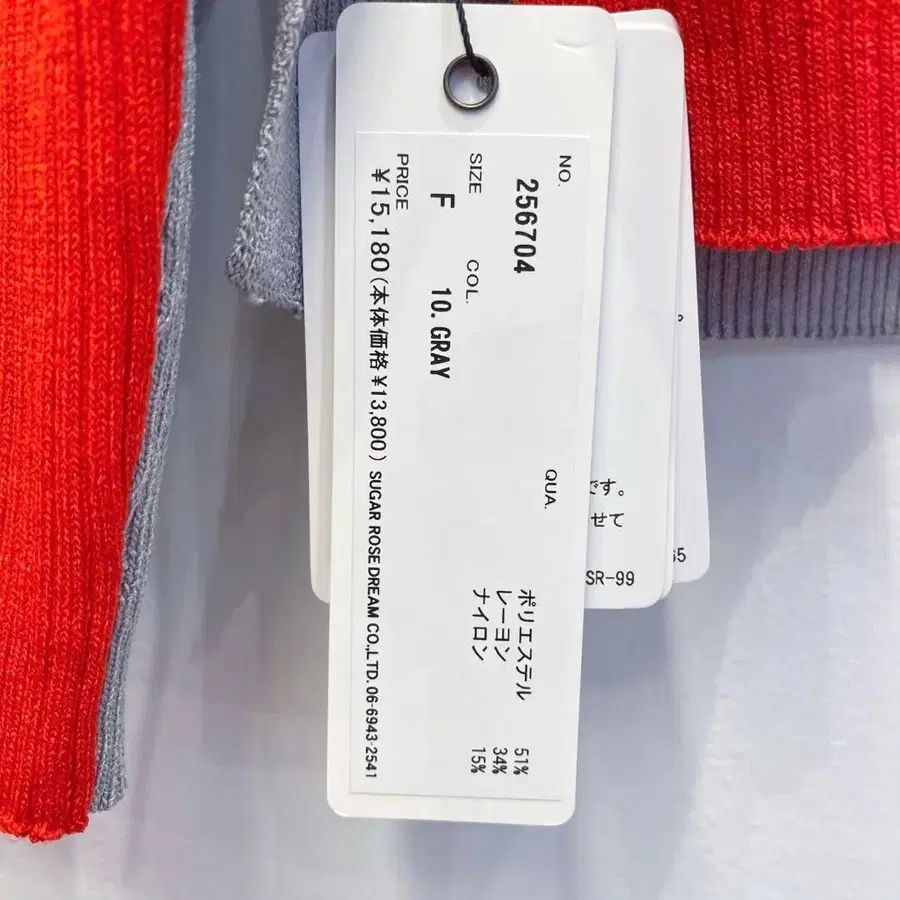 NO.
256704
SIZE COL.
F 10.GRAY
QUA.
ポリエステル 51%
レーヨン 34%
ナイロン 15%
PRICE
¥15,180(本体価格¥13,800) SUGAR ROSE DREAM CO.,LTD. 06-6943-2541
です。
せて
SR-99
65